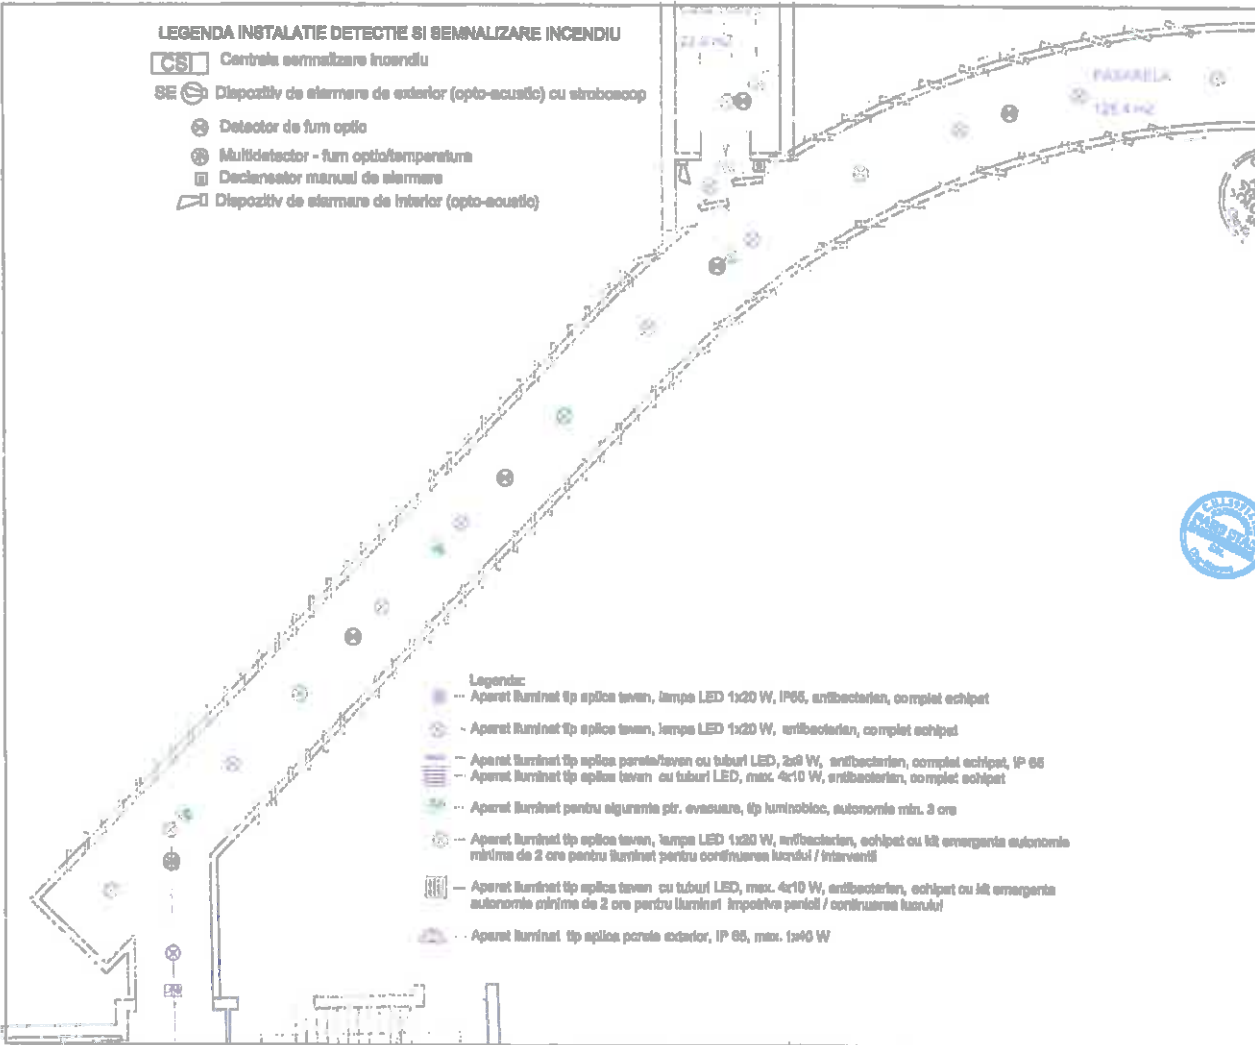 LEGENDA INSTALATIE DETECTIE SI SEMNALIZARE INCENDIU
CSI Centrala semnalizare incendiu
SE Dispozitiv de alarmare de exterior (opto-acustic) cu stroboscop
Detector de fum optic
Multidetector - fum optic/temperatura
Declansator manual de alarmare
Dispozitiv de alarmare de interior (opto-acustic)
PASARELA
Legenda:
Aparat iluminat tip aplica tavan, lampa LED 1x20 W, IP65, antibacterian, complet echipat
- Aparat iluminat tip aplica tavan, lampa LED 1x20 W, antibacterian, complet echipat
Aparat iluminat tip aplica perete/tavan cu tuburi LED, 2x9 W, antibacterian, complet echipat, IP 65
Aparat iluminat tip aplica tavan cu tuburi LED, max. 4x10 W, antibacterian, complet echipat
Aparat iluminat pentru siguranta ptr. evacuare, tip luminobloc, autonomie min. 3 ore
Aparat iluminat tip aplica tavan, lampa LED 1x20 W, antibacterian, echipat cu kit emergenta autonomie
minima de 2 ore pentru iluminat pentru continuarea lucrului / interventii
Aparat iluminat tip aplica tavan cu tuburi LED, max. 4x10 W, antibacterian, echipat cu kit emergenta
autonomie minima de 2 ore pentru iluminat impotriva panicii / continuarea lucrului
Aparat iluminat tip aplica perete exterior, IP 65, max. 1x40 W